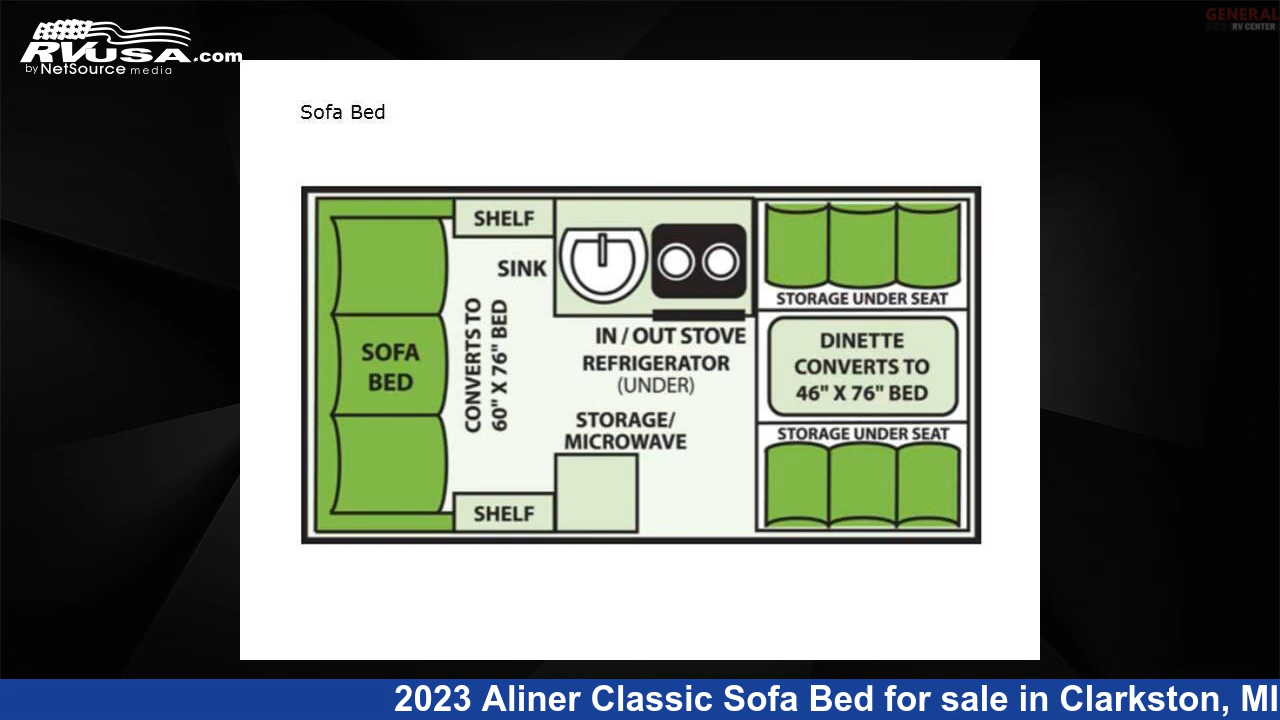 RVUSA.com
by NetSource media
GENERAL
RV CENTER
Sofa Bed
SHELF
SINK
IN / OUT STOVE
REFRIGERATOR
(UNDER)
STORAGE/
MICROWAVE
SOFA
BED
CONVERTS TO
60" X 76" BED
SHELF
STORAGE UNDER SEAT
DINETTE
CONVERTS TO
46" X 76" BED
STORAGE UNDER SEAT
2023 Aliner Classic Sofa Bed for sale in Clarkston, MI